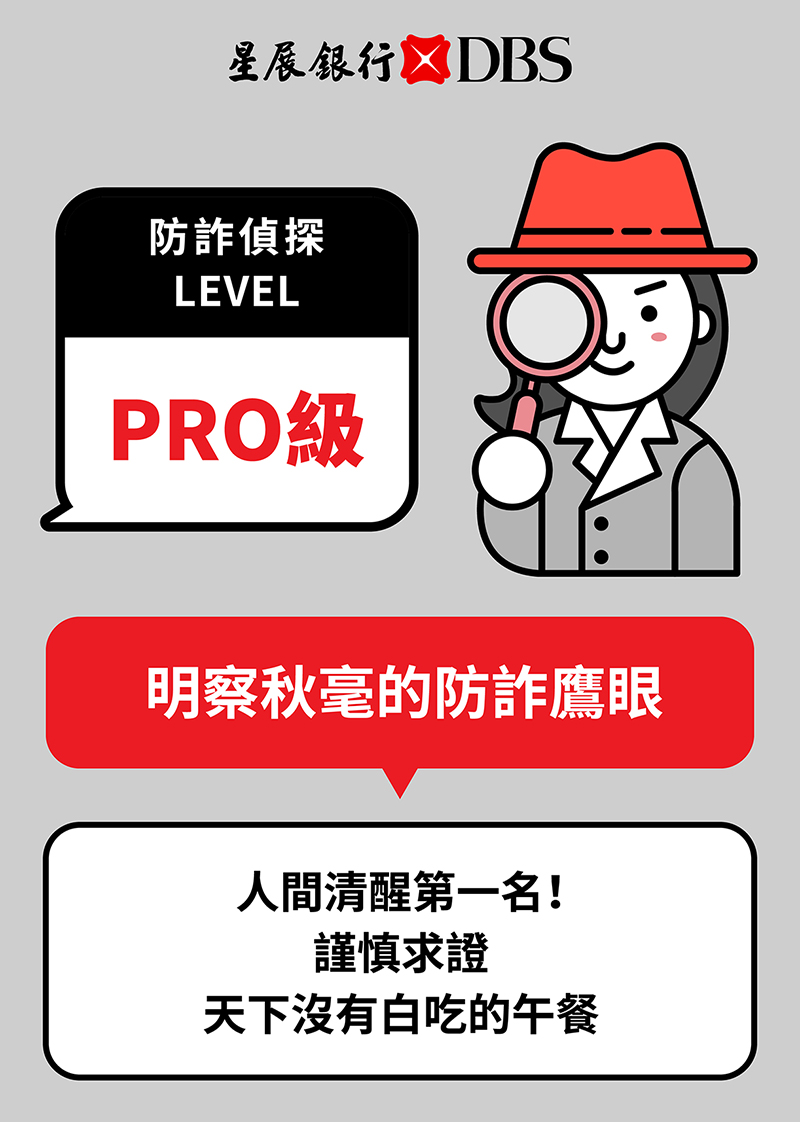 星展銀行 DBS
防詐偵探
LEVEL
PRO級
明察秋毫的防詐鷹眼
人間清醒第一名！
謹慎求證
天下沒有白吃的午餐